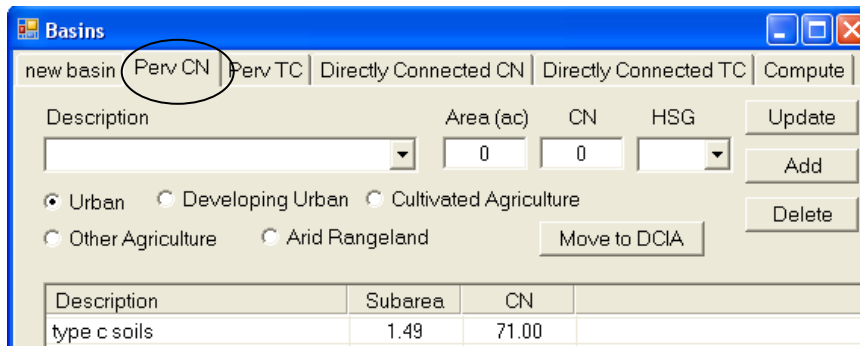 Basins
new basin Perv CN Perv TC Directly Connected CN Directly Connected TC Compute
Description Area (ac) CN HSG Update
0 0
Add
Urban Developing Urban Cultivated Agriculture
Delete
Other Agriculture Arid Rangeland Move to DCIA
Description Subarea CN
type c soils 1.49 71.00